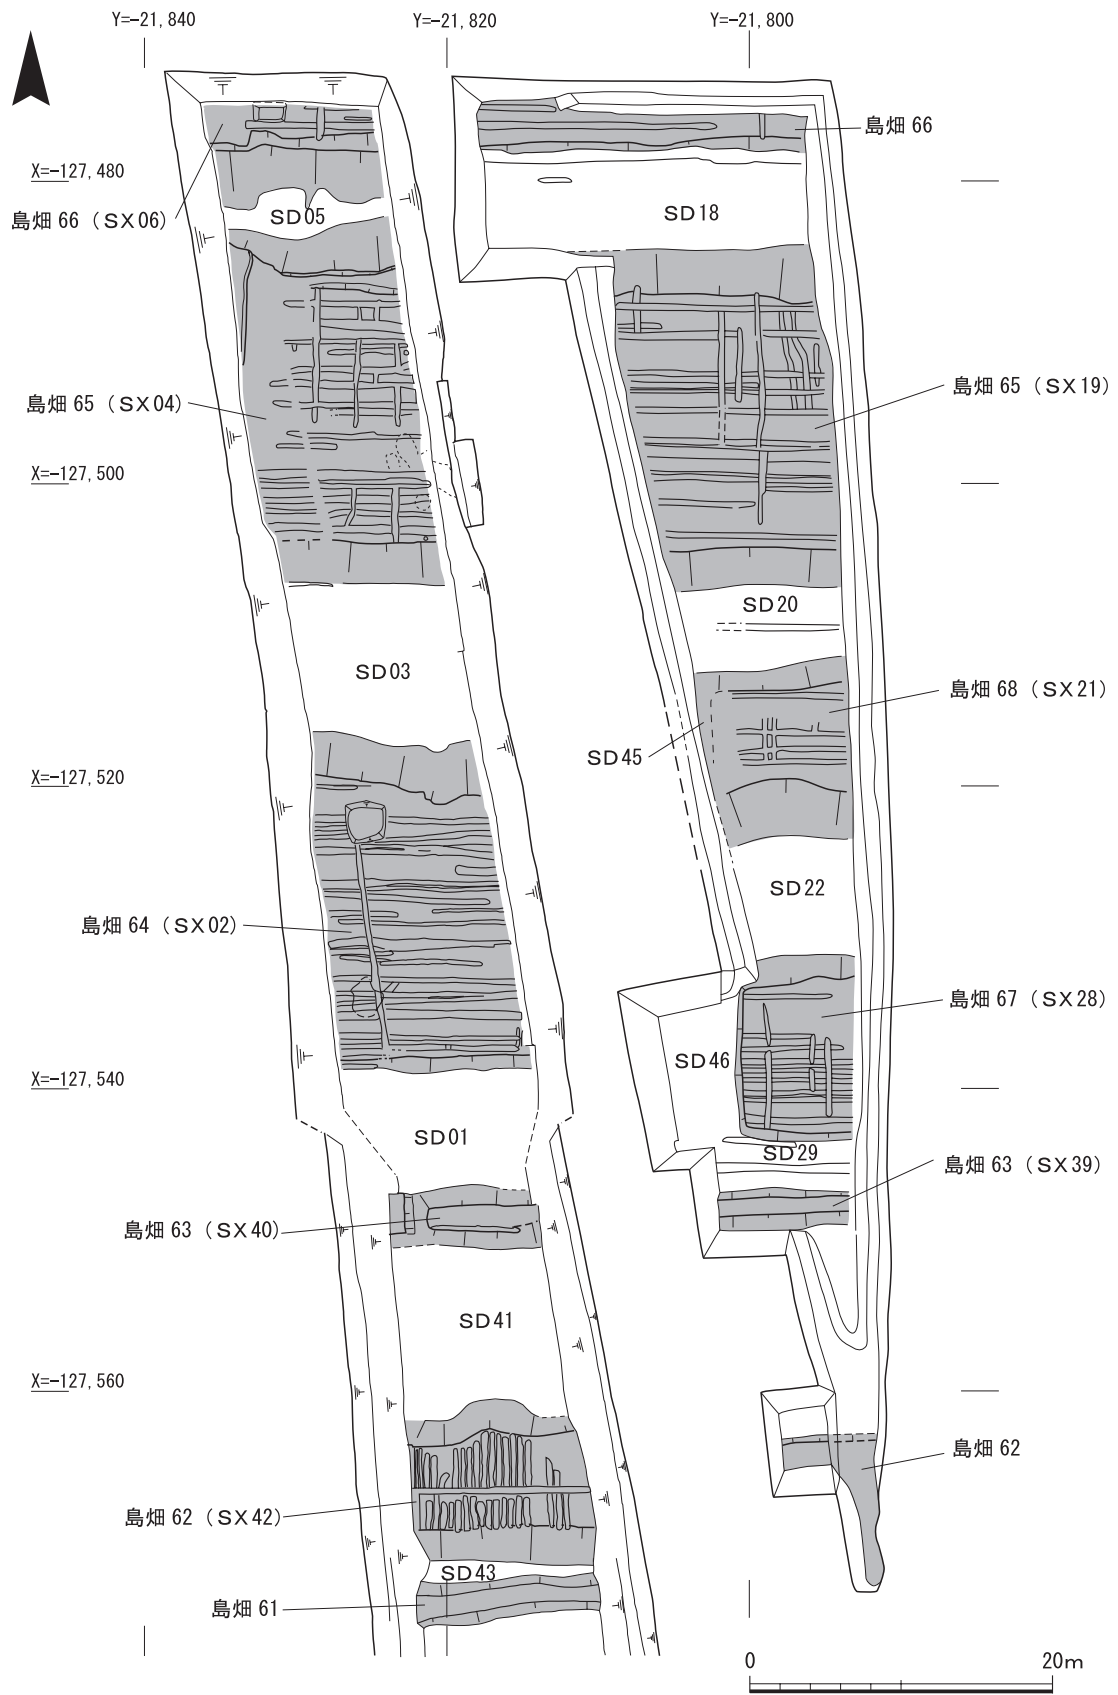 Y=-21,840
Y=-21,820
Y=-21,800
島畑 66
X=-127,480
島畑 66（SX06）
SD05
SD18
島畑 65（SX04）
島畑 65（SX19）
X=-127,500
SD20
SD03
島畑 68（SX21）
SD45
X=-127,520
SD22
島畑 64（SX02）
島畑 67（SX28）
SD46
X=-127,540
SD01
SD29
島畑 63（SX39）
島畑 63（SX40）
SD41
X=-127,560
島畑 62
島畑 62（SX42）
SD43
島畑 61
0
20m